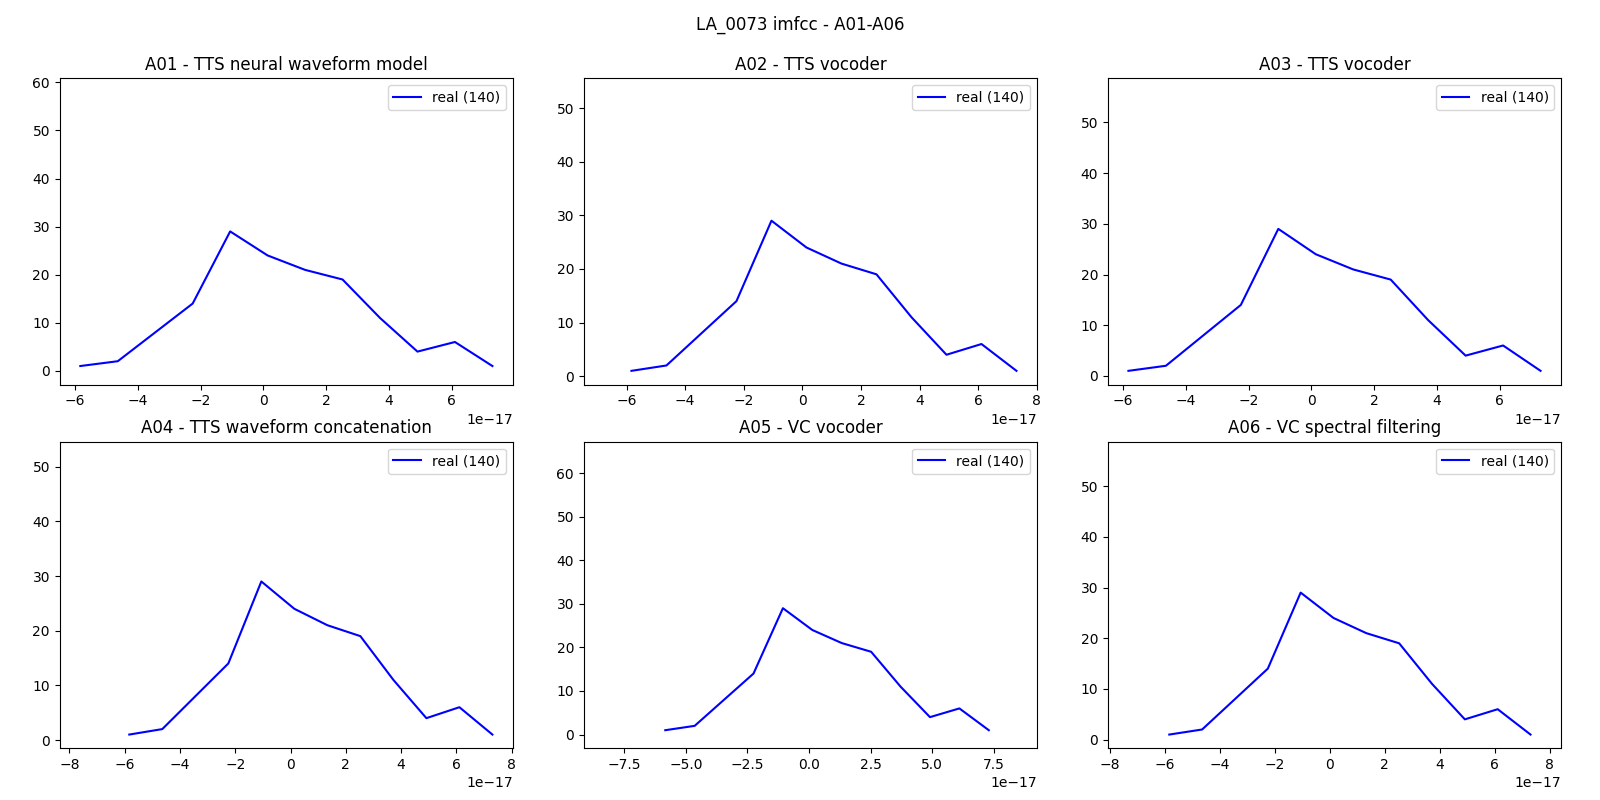 LA_0073 imfcc - A01-A06
A01 - TTS neural waveform model
real (140)
60
50
40
30
20
10
0
−6 −4 −2 0 2 4 6
1e−17
A02 - TTS vocoder
real (140)
50
40
30
20
10
0
−6 −4 −2 0 2 4 6 8
1e−17
A03 - TTS vocoder
real (140)
50
40
30
20
10
0
−6 −4 −2 0 2 4 6
1e−17
A04 - TTS waveform concatenation
real (140)
50
40
30
20
10
0
−8 −6 −4 −2 0 2 4 6 8
1e−17
A05 - VC vocoder
real (140)
60
50
40
30
20
10
0
−7.5 −5.0 −2.5 0.0 2.5 5.0 7.5
1e−17
A06 - VC spectral filtering
real (140)
50
40
30
20
10
0
−8 −6 −4 −2 0 2 4 6 8
1e−17